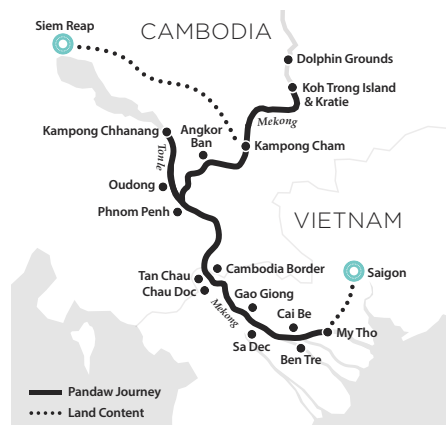 Siem Reap
CAMBODIA
Dolphin Grounds
Koh Trong Island
& Kratie
Mekong
Kampong Chhanang
Angkor
Ban
Kampong Cham
Tonle
Oudong
Phnom Penh
VIETNAM
Tan Chau
Cambodia Border
Saigon
Chau Doc
Gao Giong
Mekong
Cai Be
My Tho
Sa Dec
Ben Tre
Pandaw Journey
Land Content